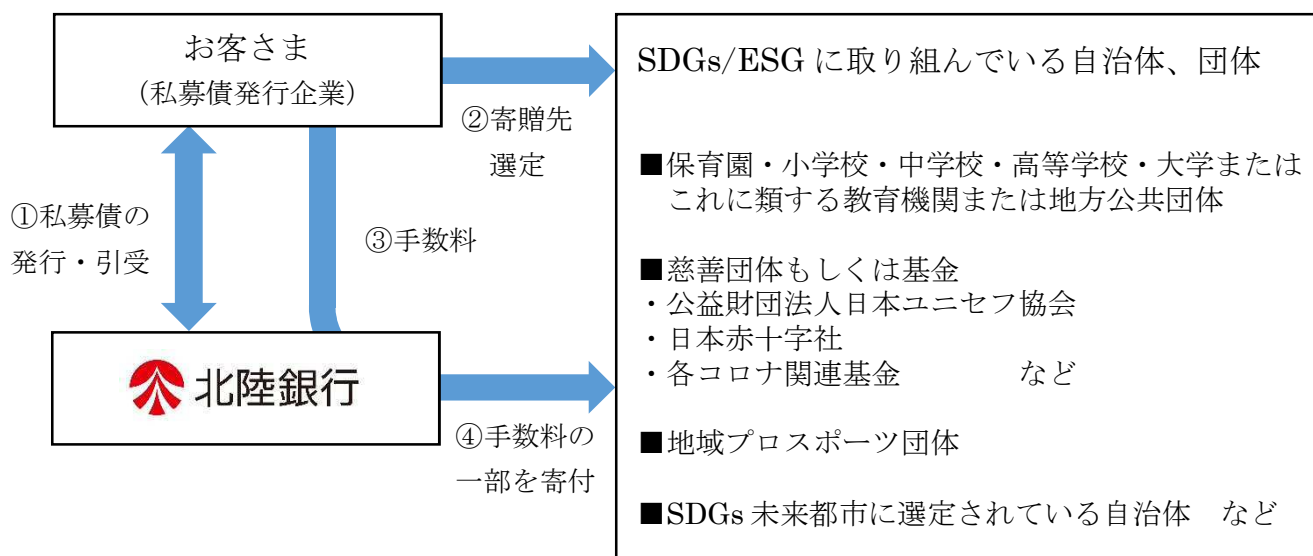 お客さま
（私募債発行企業）
①私募債の
発行・引受
②寄贈先
選定
③手数料
北陸銀行
④手数料の
一部を寄付
SDGs/ESG に取り組んでいる自治体、団体
■保育園・小学校・中学校・高等学校・大学または
これに類する教育機関または地方公共団体
■慈善団体もしくは基金
・公益財団法人日本ユニセフ協会
・日本赤十字社
・各コロナ関連基金　　　など
■地域プロスポーツ団体
■SDGs 未来都市に選定されている自治体　など